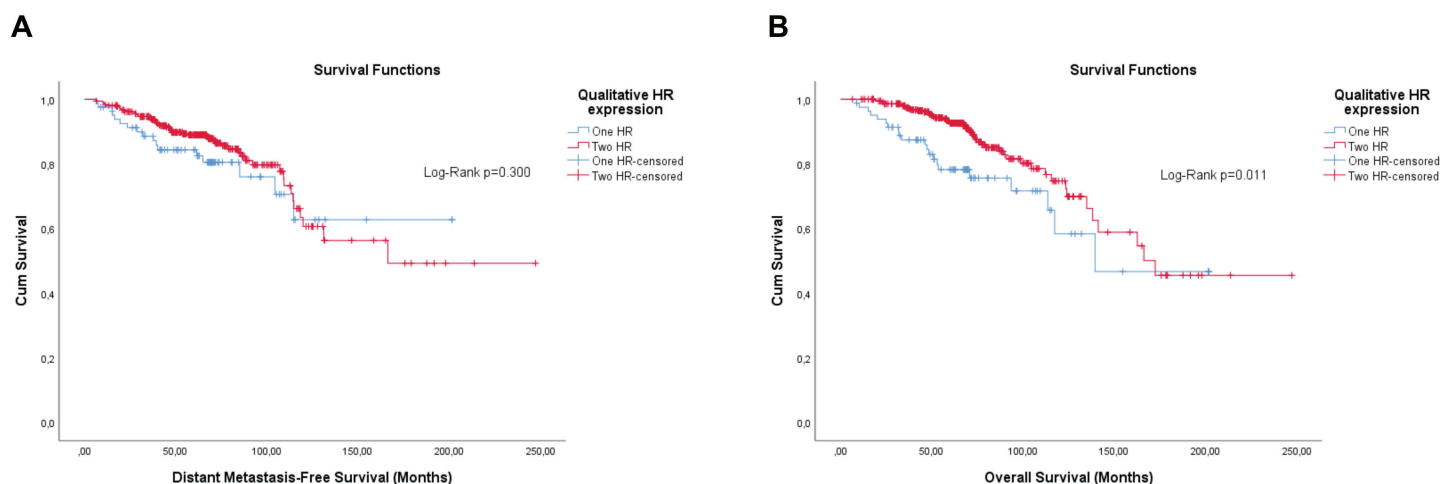 A
Survival Functions
Cum Survival
1,0
0,8
0,6
0,4
0,2
0,0
,00
50,00
100,00
150,00
200,00
250,00
Distant Metastasis-Free Survival (Months)
Log-Rank p=0.300
Qualitative HR
expression
One HR
Two HR
One HR-censored
Two HR-censored
B
Survival Functions
Cum Survival
1,0
0,8
0,6
0,4
0,2
0,0
,00
50,00
100,00
150,00
200,00
250,00
Overall Survival (Months)
Log-Rank p=0.011
Qualitative HR
expression
One HR
Two HR
One HR-censored
Two HR-censored